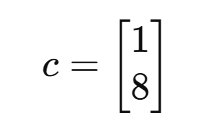 c = [1
8]